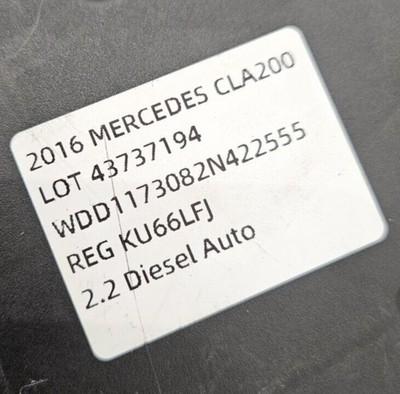 2016 MERCEDES CLA200
LOT 43737194
WDD1173082N422555
REG KU66LFJ
2.2 Diesel Auto